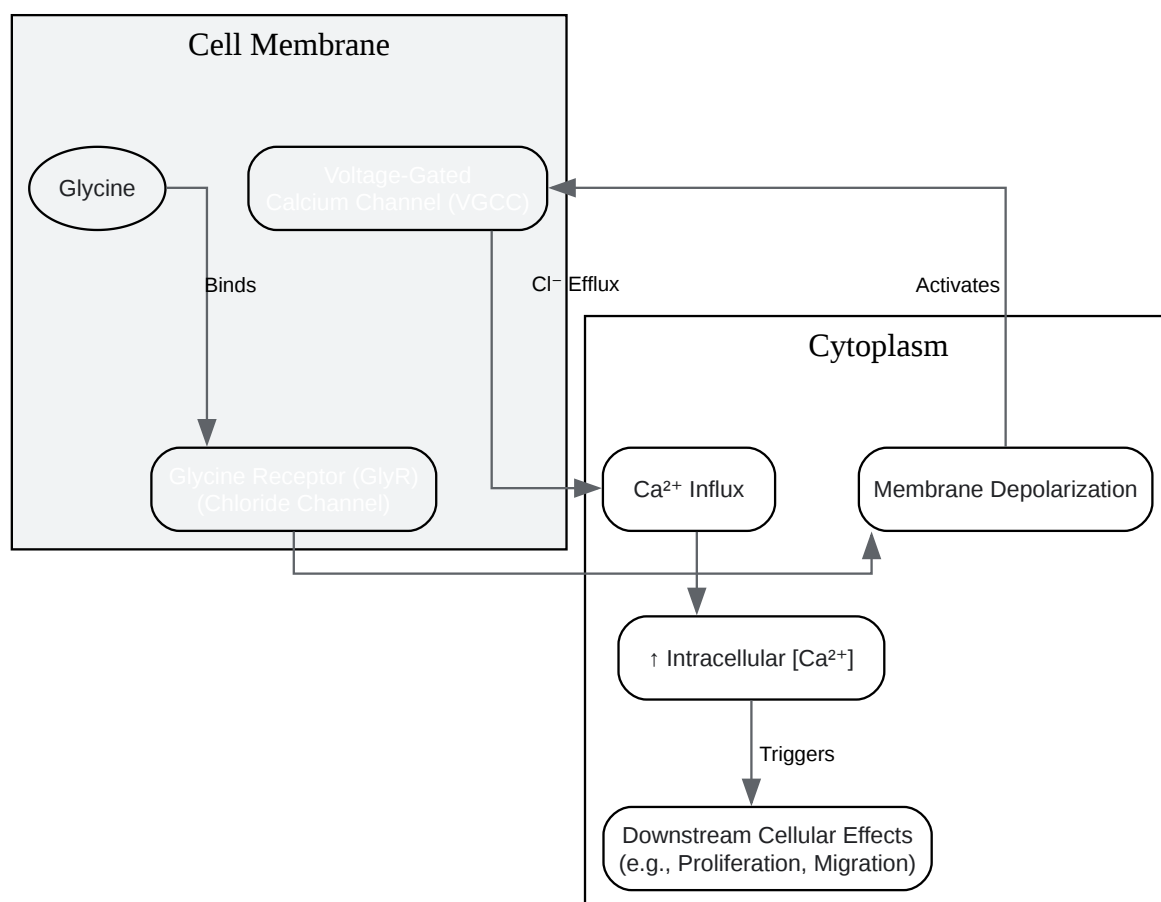 Cell Membrane
Glycine
Voltage-Gated
Calcium Channel (VGCC)
Binds
Cl⁻ Efflux
Activates
Cytoplasm
Glycine Receptor (GlyR)
(Chloride Channel)
Ca²⁺ Influx
Membrane Depolarization
↑ Intracellular [Ca²⁺]
Triggers
Downstream Cellular Effects
(e.g., Proliferation, Migration)